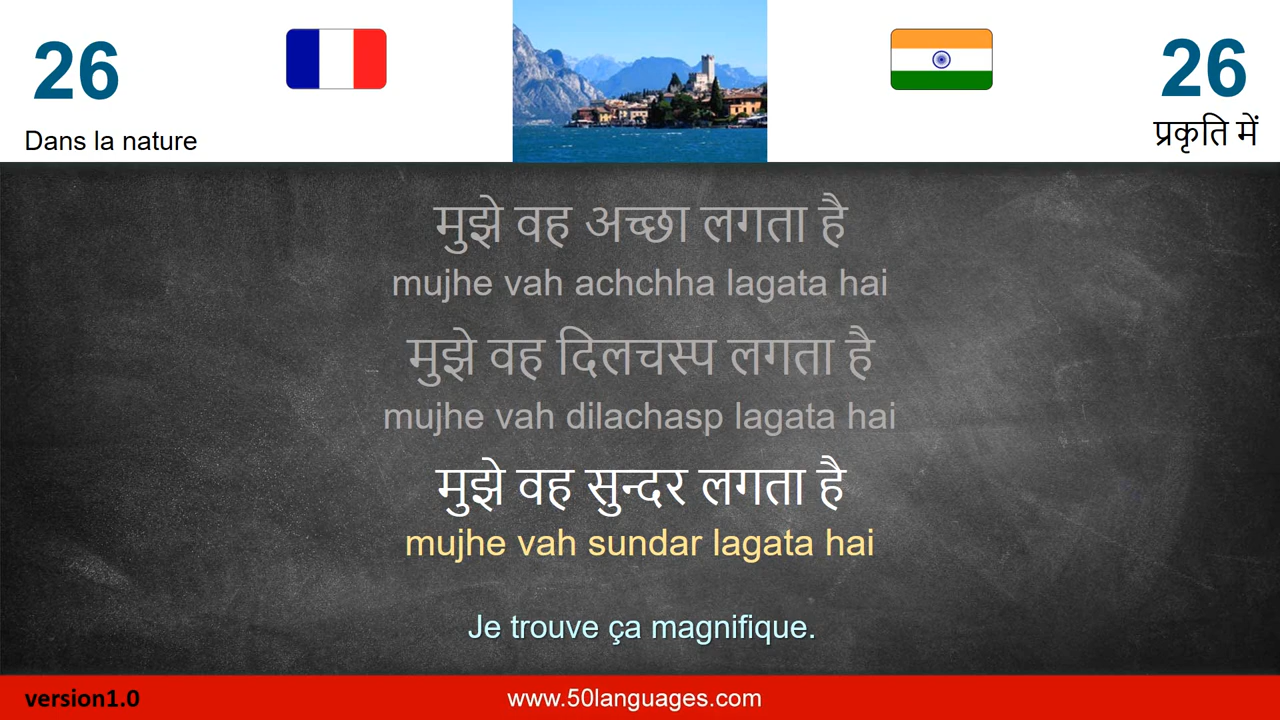 26
Dans la nature
26
प्रकृति में
मुझे वह अच्छा लगता है
mujhe vah achchha lagata hai
मुझे वह दिलचस्प लगता है
mujhe vah dilachasp lagata hai
मुझे वह सुन्दर लगता है
mujhe vah sundar lagata hai
Je trouve ça magnifique.
version1.0
www.50languages.com